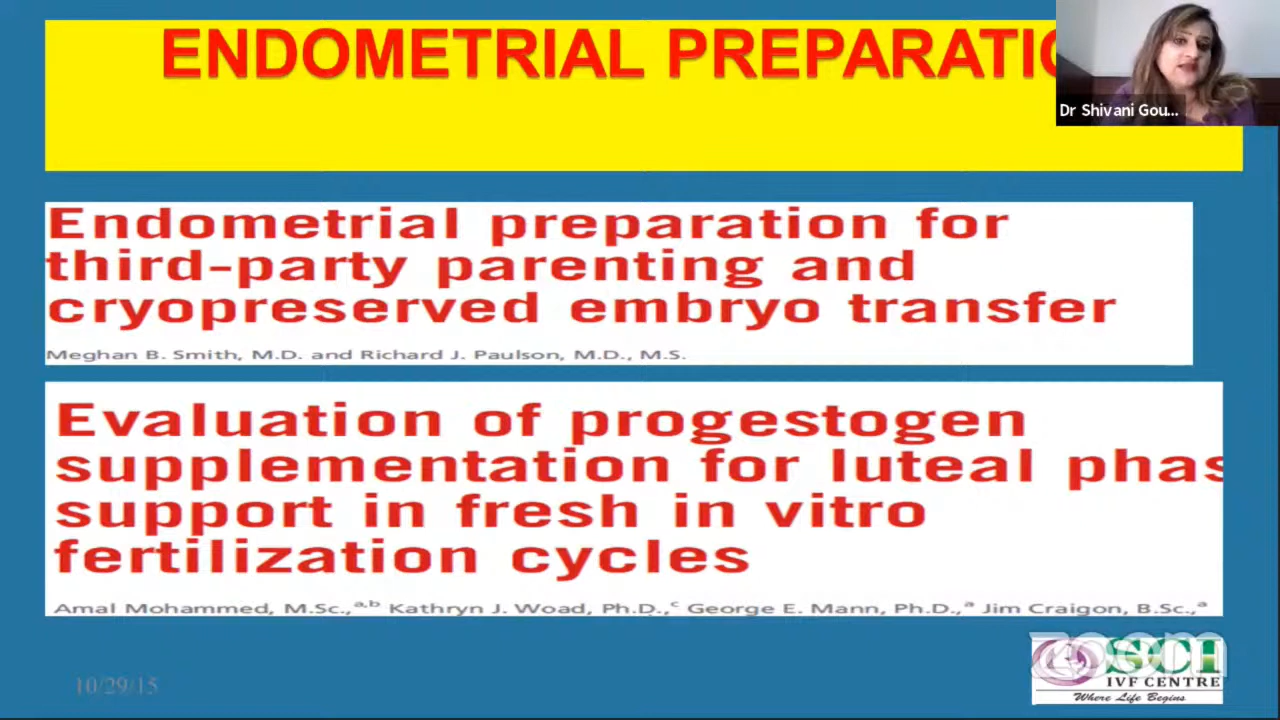 ENDOMETRIAL PREPARATIO
Dr Shivani Gou...
Endometrial preparation for
third-party parenting and
cryopreserved embryo transfer
Meghan B. Smith, M.D. and Richard J. Paulson, M.D., M.S.
Evaluation of progestogen
supplementation for luteal phas
support in fresh in vitro
fertilization cycles
Amal Mohammed, M.Sc.,a,b Kathryn J. Woad, Ph.D.,c George E. Mann, Ph.D.,a Jim Craigon, B.Sc.,a
10/29/15
zoom
IVF CENTRE
Where Life Begins